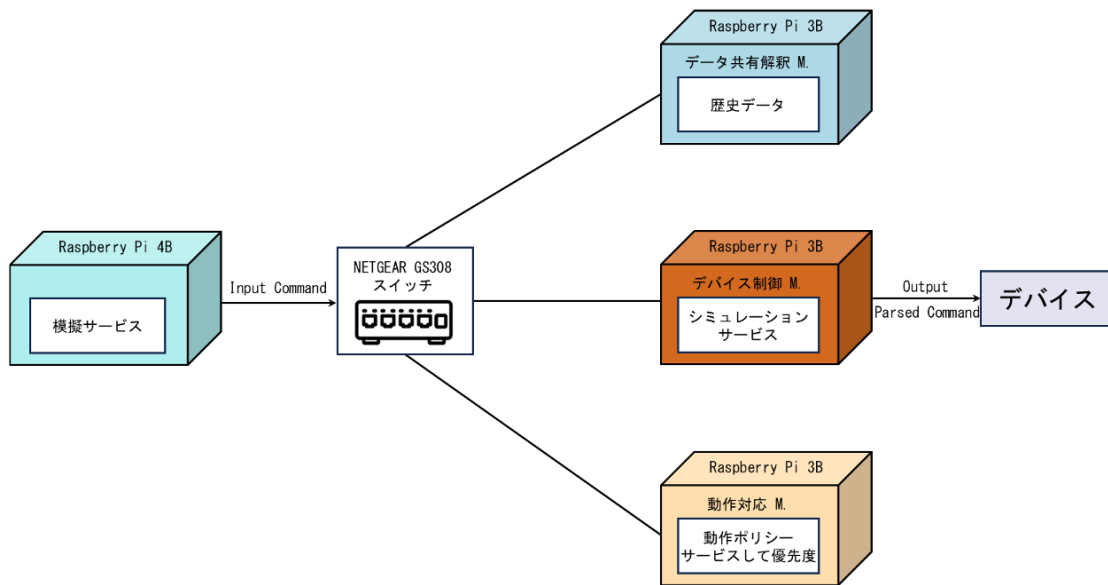 Raspberry Pi 3B
データ共有解釈 M.
歴史データ
Raspberry Pi 4B
模擬サービス
Input Command
NETGEAR GS308
スイッチ
Raspberry Pi 3B
デバイス制御 M.
シミュレーション
サービス
Output
Parsed Command
デバイス
Raspberry Pi 3B
動作対応 M.
動作ポリシー
サービスして優先度